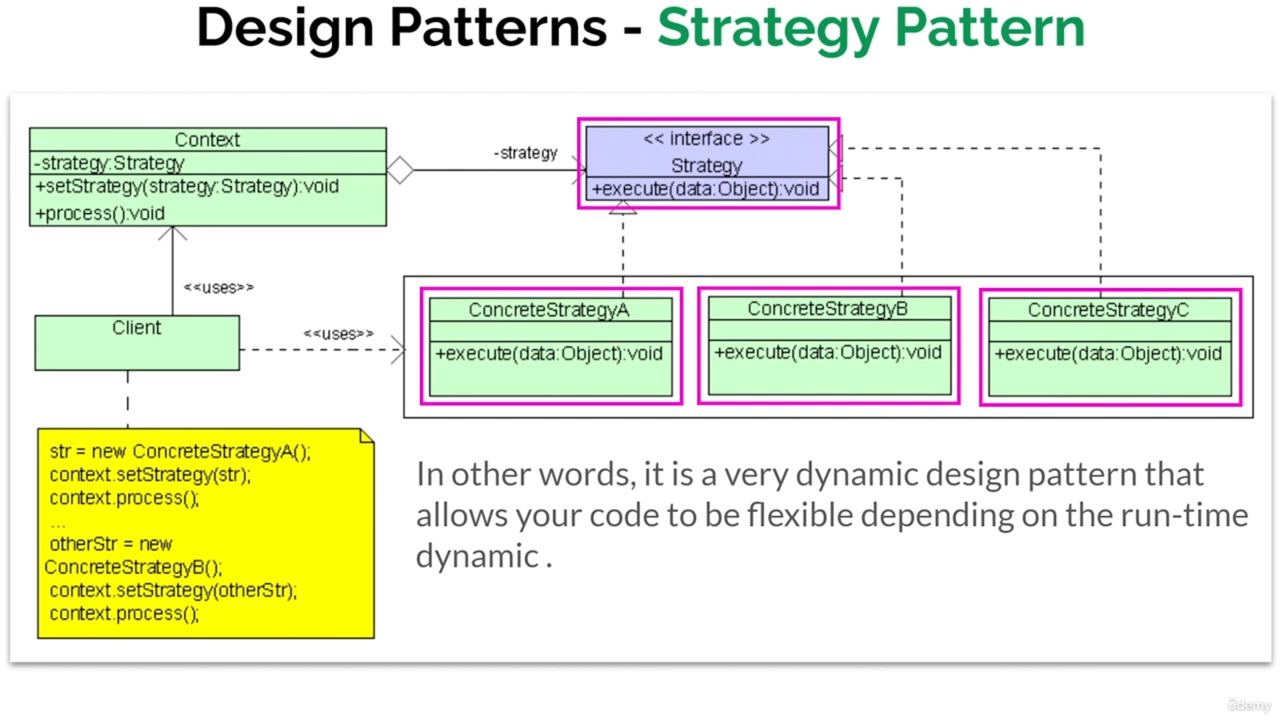 Design Patterns - Strategy Pattern
Context
-strategy:Strategy
+setStrategy(strategy:Strategy):void
+process():void
-strategy
<< interface >>
Strategy
+execute(data:Object):void
<<uses>>
Client
<<uses>>
ConcreteStrategyA
+execute(data:Object):void
ConcreteStrategyB
+execute(data:Object):void
ConcreteStrategyC
+execute(data:Object):void
str = new ConcreteStrategyA();
context.setStrategy(str);
context.process();
...
otherStr = new
ConcreteStrategyB();
context.setStrategy(otherStr);
context.process();
In other words, it is a very dynamic design pattern that
allows your code to be flexible depending on the run-time
dynamic .
ûdemy